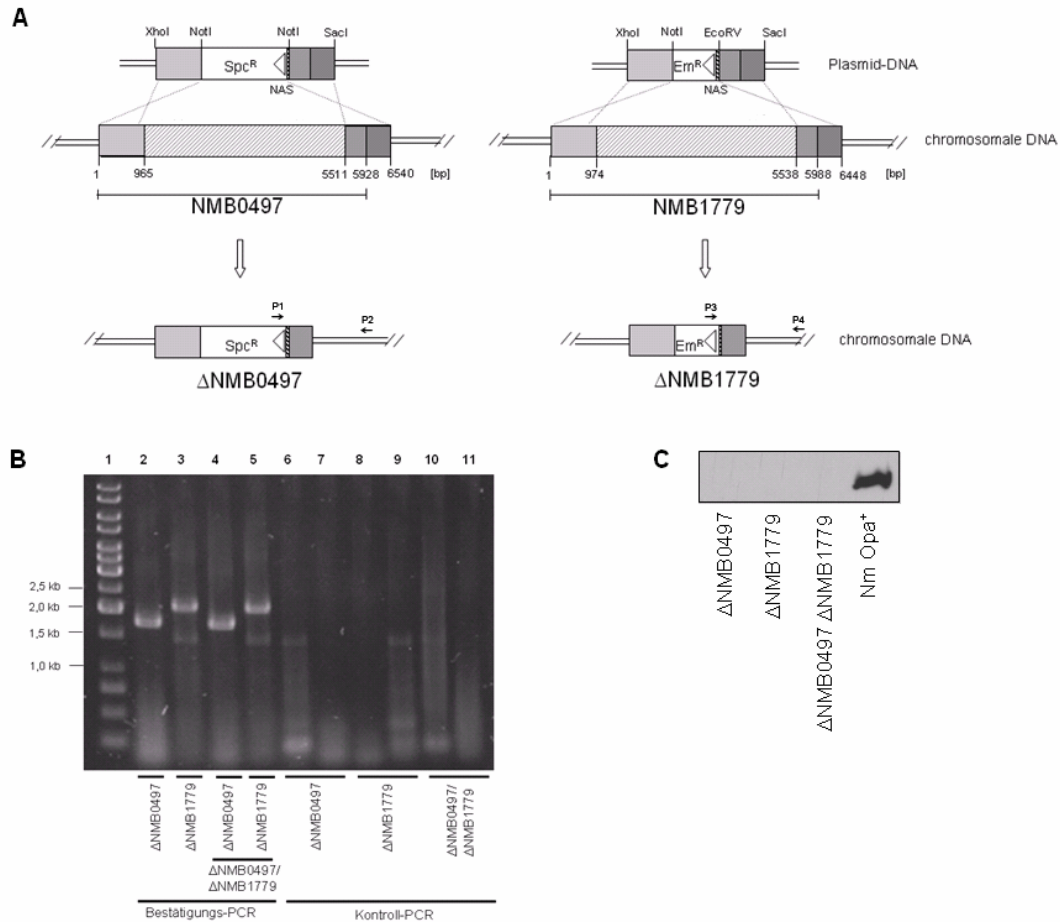 A
XhoI NotI NotI SacI
Spc^R
NAS
XhoI NotI EcoRV SacI
Em^R
NAS
Plasmid-DNA
chromosomale DNA
1 965 5511 5928 6540 [bp]
NMB0497
1 974 5538 5988 6448 [bp]
NMB1779
P1 P2
Spc^R
ΔNMB0497
P3 P4
Em^R
ΔNMB1779
chromosomale DNA
B
1 2 3 4 5 6 7 8 9 10 11
2,5 kb
2,0 kb
1,5 kb
1,0 kb
ΔNMB0497
ΔNMB1779
ΔNMB0497
ΔNMB1779
ΔNMB0497/
ΔNMB1779
ΔNMB0497
ΔNMB1779
ΔNMB0497/
ΔNMB1779
Bestätigungs-PCR
Kontroll-PCR
C
ΔNMB0497
ΔNMB1779
ΔNMB0497 ΔNMB1779
Nm Opa⁺